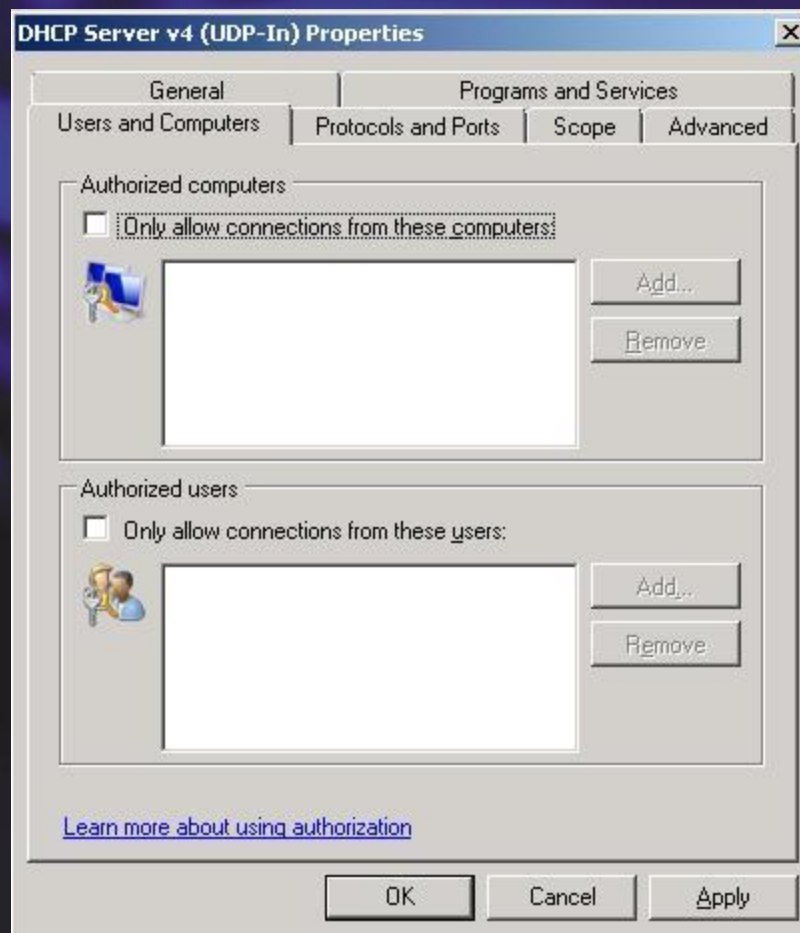 DHCP Server v4 (UDP-In) Properties
General Programs and Services
Users and Computers Protocols and Ports Scope Advanced
Authorized computers
Only allow connections from these computers:
Add...
Remove
Authorized users
Only allow connections from these users:
Add...
Remove
Learn more about using authorization
OK Cancel Apply